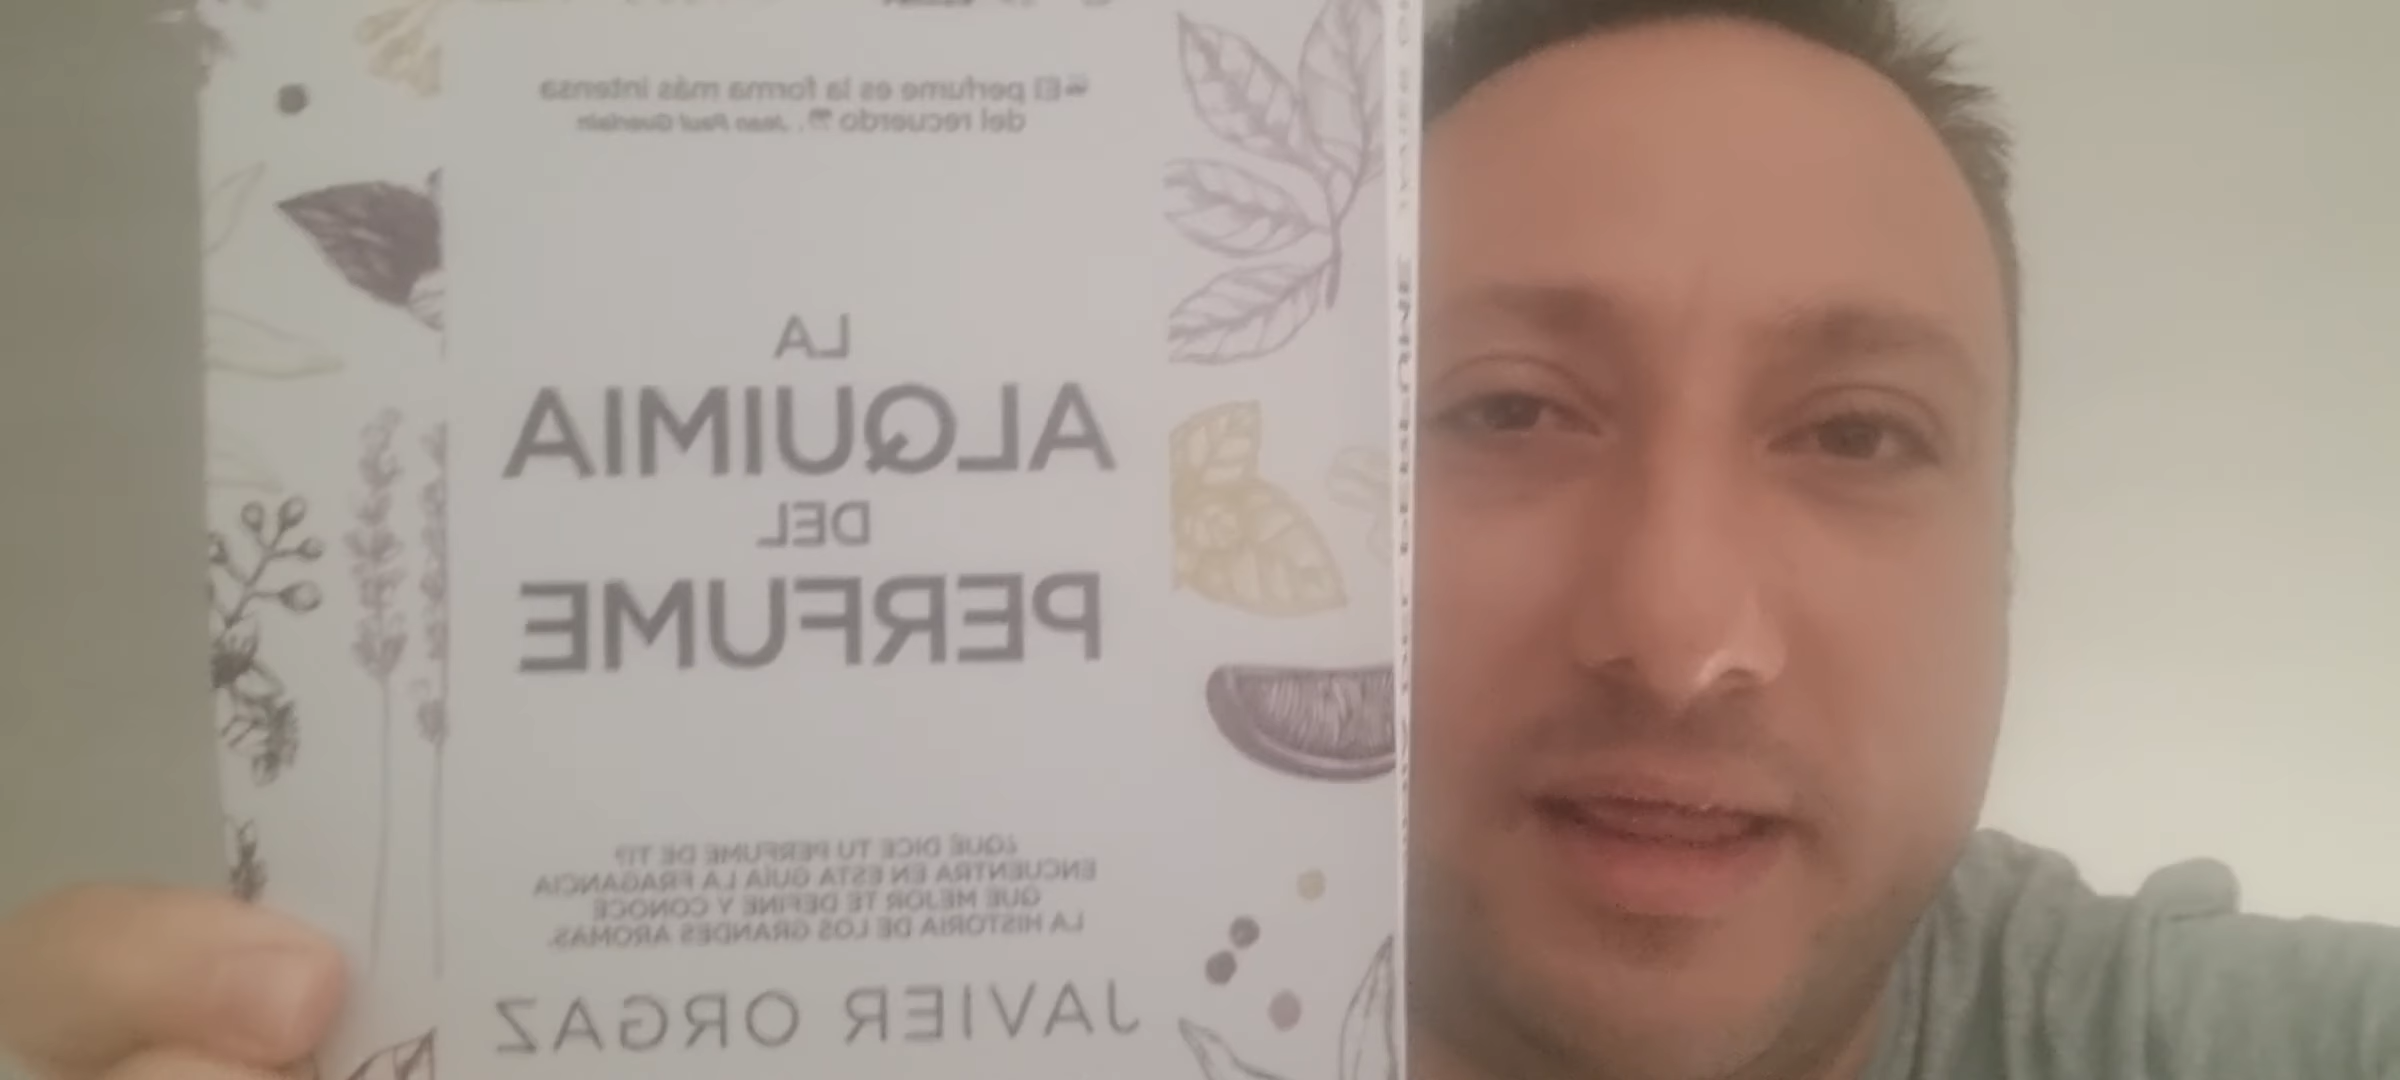 “El perfume es la forma más intensa
del recuerdo”. Jean Paul Guerlain
LA
ALQUIMIA
DEL
PERFUME
¿QUÉ DICE TU PERFUME DE TI?
ENCUENTRA EN ESTA GUÍA LA FRAGANCIA
QUE MEJOR TE DEFINE Y CONOCE
LA HISTORIA DE LOS GRANDES AROMAS.
JAVIER ORGAZ